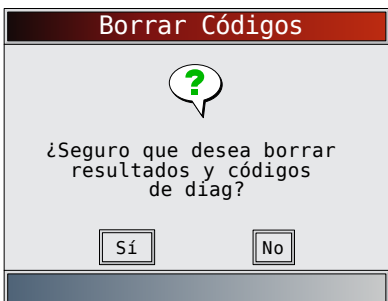 Borrar Códigos
?
¿Seguro que desea borrar
resultados y códigos
de diag?
Sí No